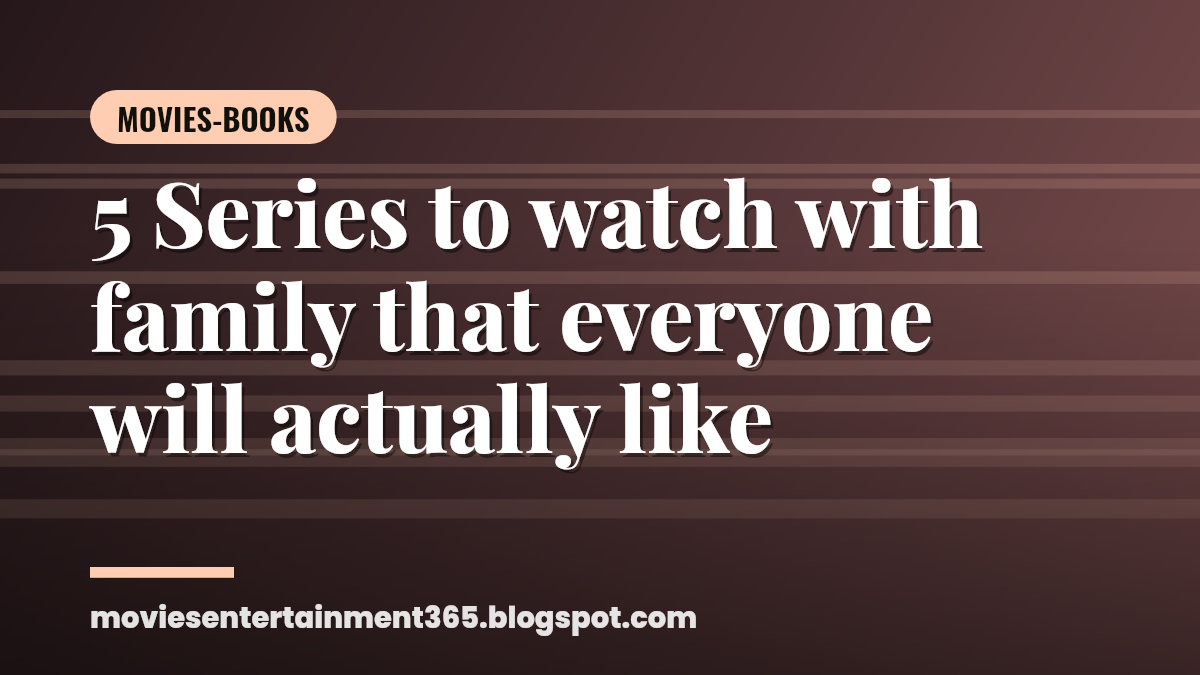 MOVIES-BOOKS
5 Series to watch with
family that everyone
will actually like
moviesentertainment365.blogspot.com